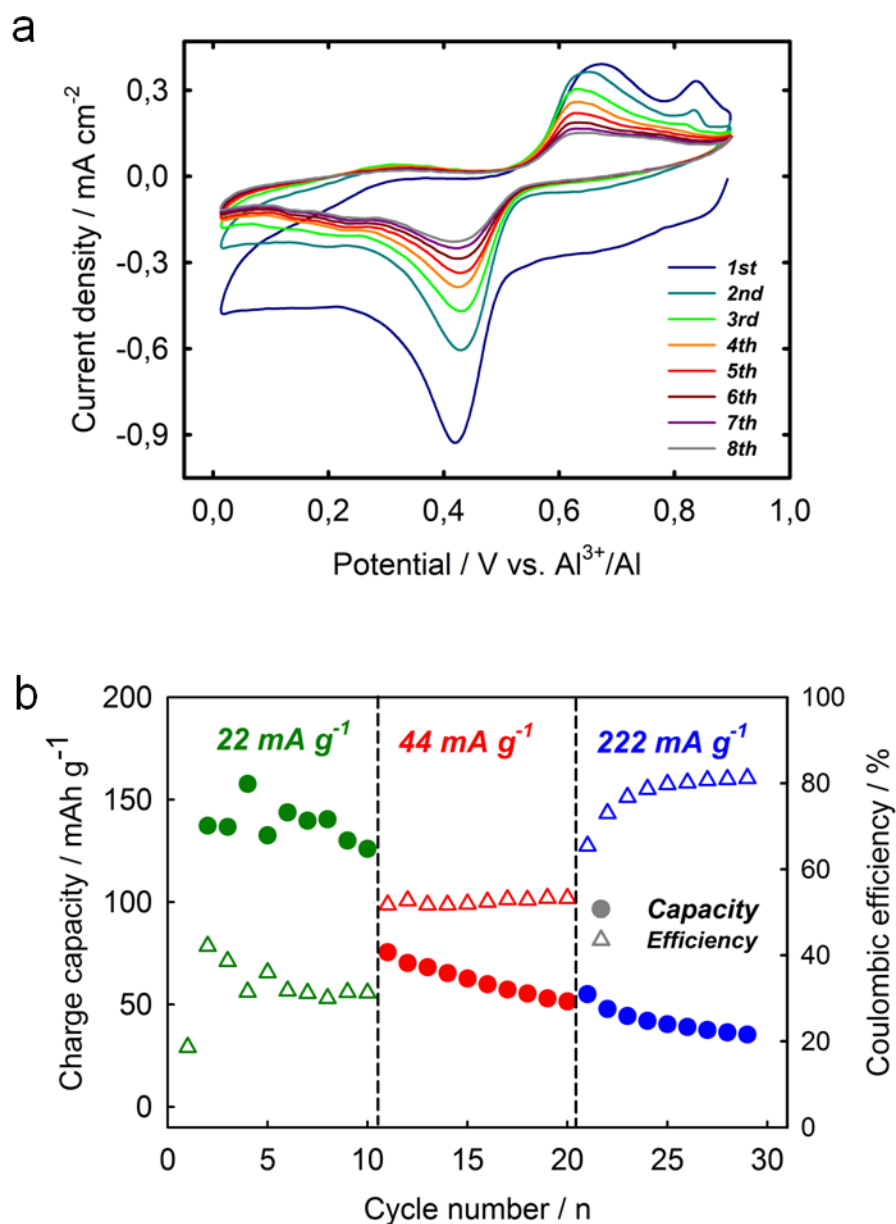 a
Current density / mA cm⁻²
0,3
0,0
-0,3
-0,6
-0,9
1st
2nd
3rd
4th
5th
6th
7th
8th
0,0 0,2 0,4 0,6 0,8 1,0
Potential / V vs. Al³⁺/Al
b
Charge capacity / mAh g⁻¹
200
150
100
50
0
22 mA g⁻¹ 44 mA g⁻¹ 222 mA g⁻¹
Capacity
Efficiency
100
80
60
40
20
0
Coulombic efficiency / %
0 5 10 15 20 25 30
Cycle number / n